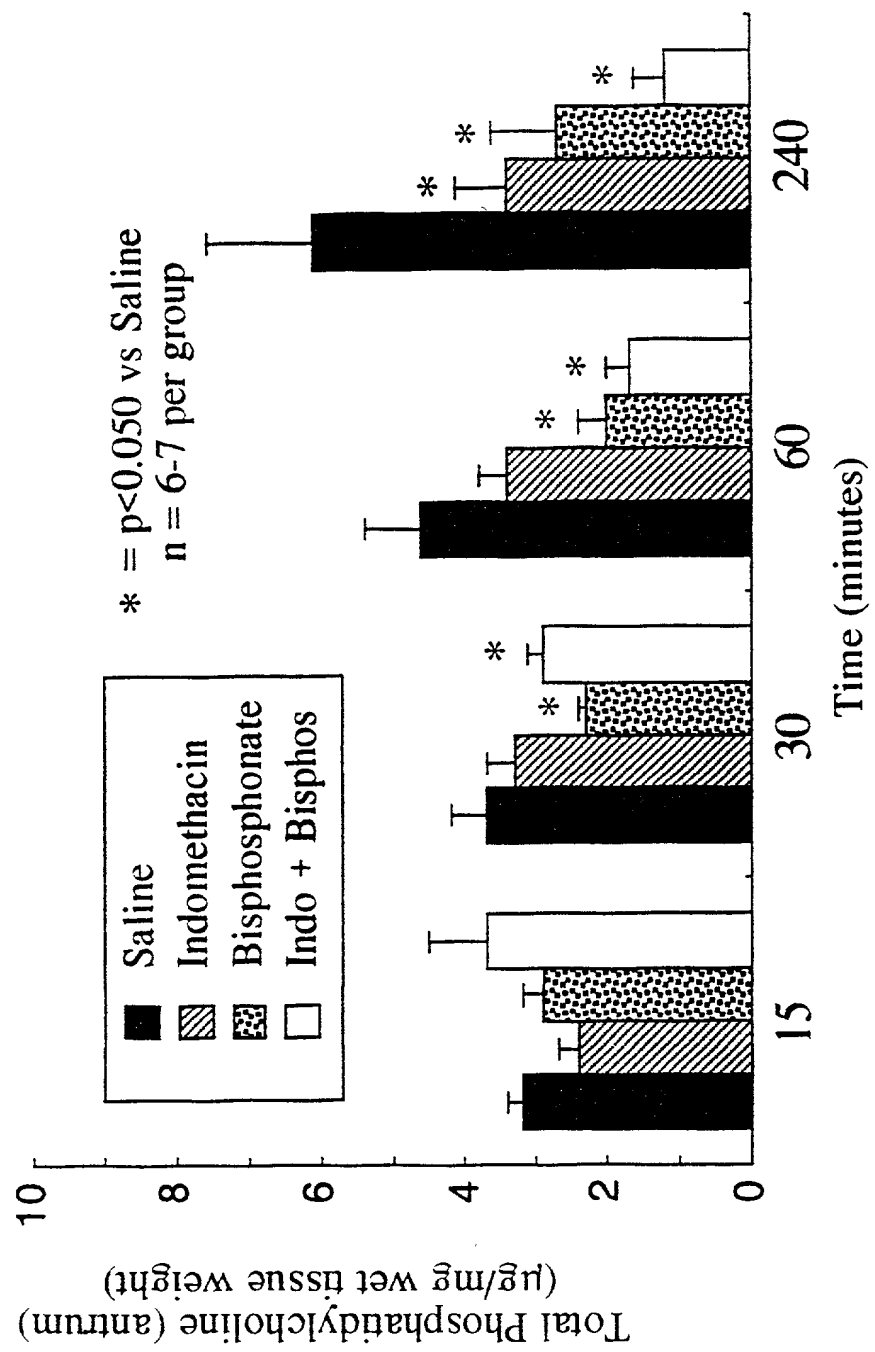 Total Phosphatidylcholine (antrum)
(µg/mg wet tissue weight)
10
8
6
4
2
0
Saline
Indomethacin
Bisphosphonate
Indo + Bisphos
* = p<0.050 vs Saline
n = 6-7 per group
* *
* *
* * *
15 30 60 240
Time (minutes)